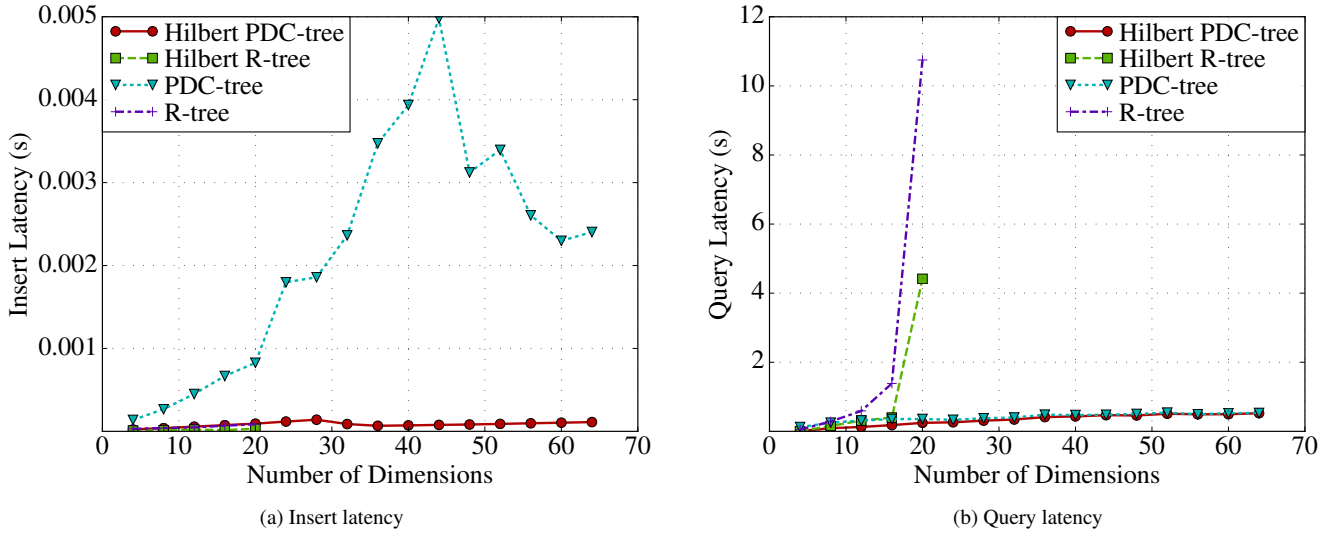 0.005
0.004
0.003
0.002
0.001
0 10 20 30 40 50 60 70
Insert Latency (s)
Number of Dimensions
Hilbert PDC-tree
Hilbert R-tree
PDC-tree
R-tree
(a) Insert latency
12
10
8
6
4
2
0 10 20 30 40 50 60 70
Query Latency (s)
Number of Dimensions
Hilbert PDC-tree
Hilbert R-tree
PDC-tree
R-tree
(b) Query latency